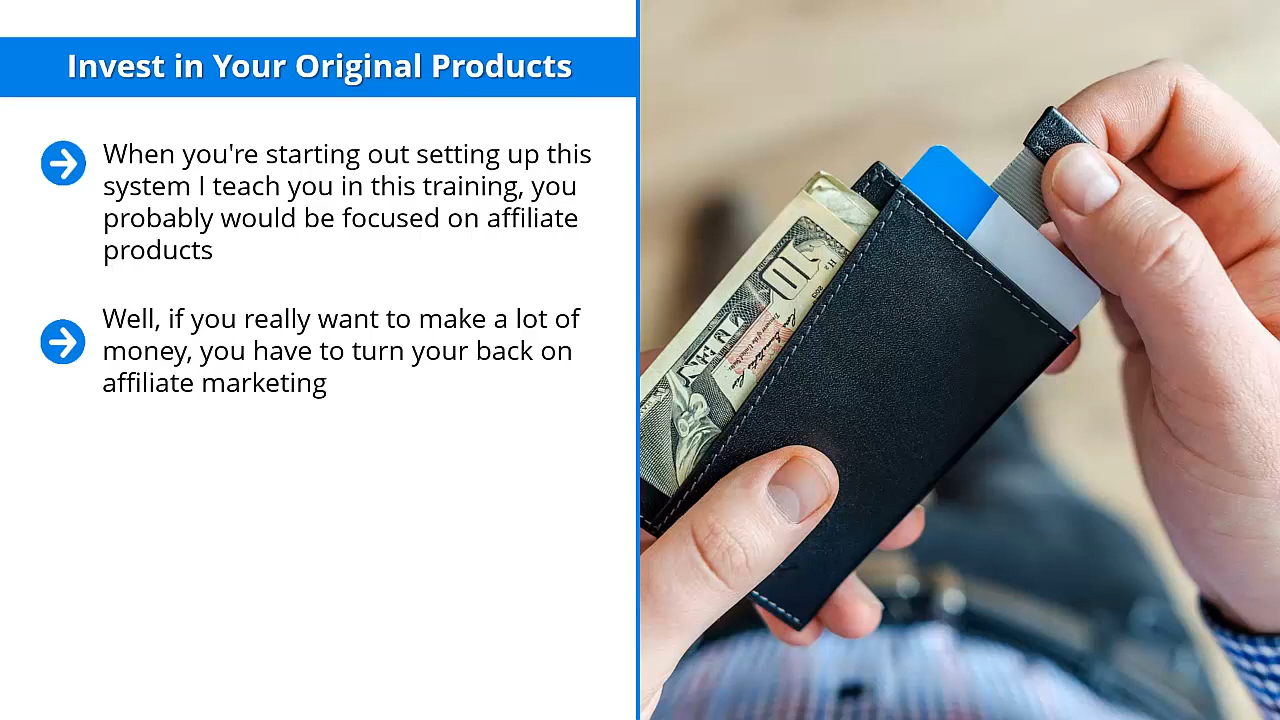 Invest in Your Original Products
When you're starting out setting up this
system I teach you in this training, you
probably would be focused on affiliate
products
Well, if you really want to make a lot of
money, you have to turn your back on
affiliate marketing
10